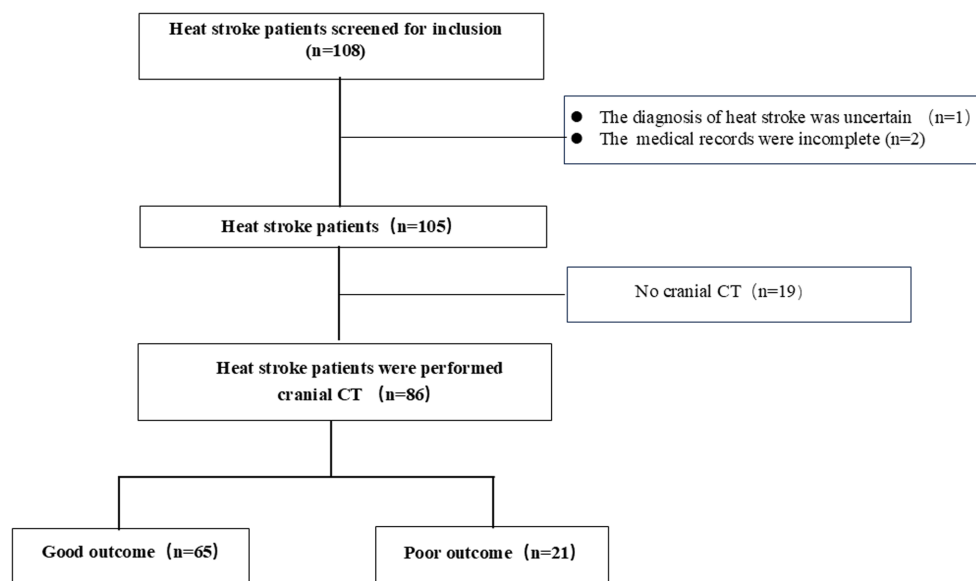 Heat stroke patients screened for inclusion
(n=108)
● The diagnosis of heat stroke was uncertain （n=1）
● The medical records were incomplete (n=2)
Heat stroke patients（n=105）
No cranial CT（n=19）
Heat stroke patients were performed
cranial CT （n=86）
Good outcome（n=65）
Poor outcome（n=21）